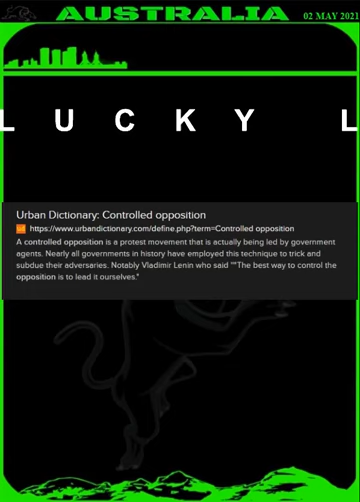 AUSTRALIA
02 MAY 2021
L U C K Y L
Urban Dictionary: Controlled opposition
https://www.urbandictionary.com/define.php?term=Controlled opposition
A controlled opposition is a protest movement that is actually being led by government
agents. Nearly all governments in history have employed this technique to trick and
subdue their adversaries. Notably Vladimir Lenin who said ""The best way to control the
opposition is to lead it ourselves."